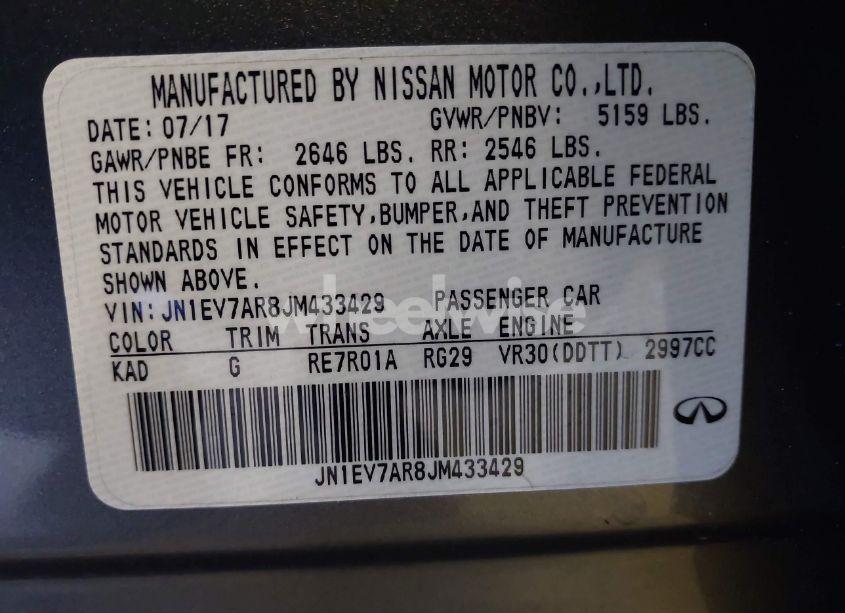 MANUFACTURED BY NISSAN MOTOR CO.,LTD.
DATE: 07/17 GVWR/PNBV: 5159 LBS.
GAWR/PNBE FR: 2646 LBS. RR: 2546 LBS.
THIS VEHICLE CONFORMS TO ALL APPLICABLE FEDERAL
MOTOR VEHICLE SAFETY,BUMPER,AND THEFT PREVENTION
STANDARDS IN EFFECT ON THE DATE OF MANUFACTURE
SHOWN ABOVE.
VIN: JN1EV7AR8JM433429 PASSENGER CAR
COLOR TRIM TRANS AXLE ENGINE
KAD G RE7R01A RG29 VR30(DDTT) 2997CC
JN1EV7AR8JM433429
wheelwise